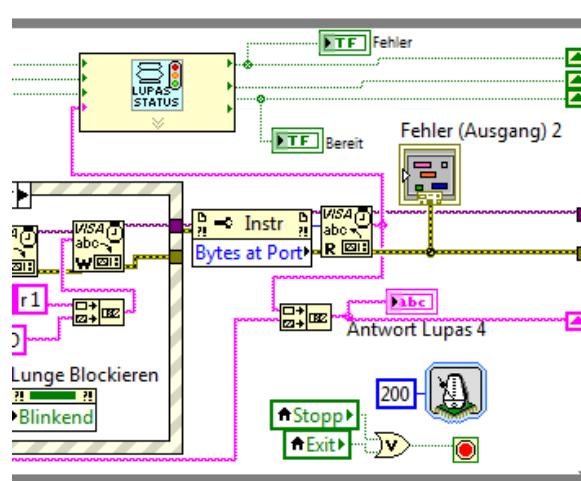 TF
Fehler
LUPAS
STATUS
TF
Bereit
Fehler (Ausgang) 2
VISA
abc
W
Instr
Bytes at Port
VISA
abc
R
r1
abc
Antwort Lupas 4
Lunge Blockieren
Blinkend
200
Stopp
Exit
V